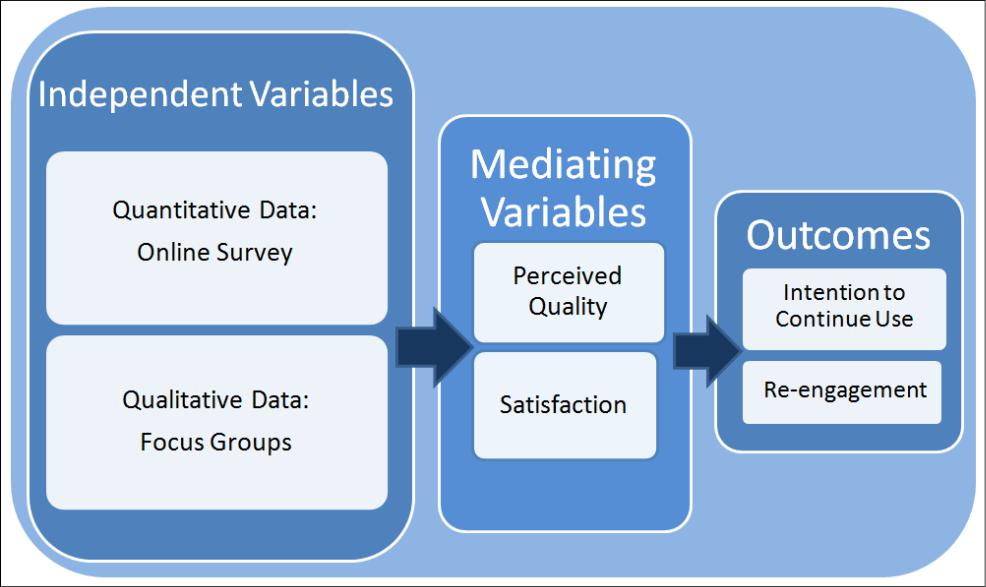 Independent Variables
Quantitative Data:
Online Survey
Qualitative Data:
Focus Groups
Mediating
Variables
Perceived
Quality
Satisfaction
Outcomes
Intention to
Continue Use
Re-engagement